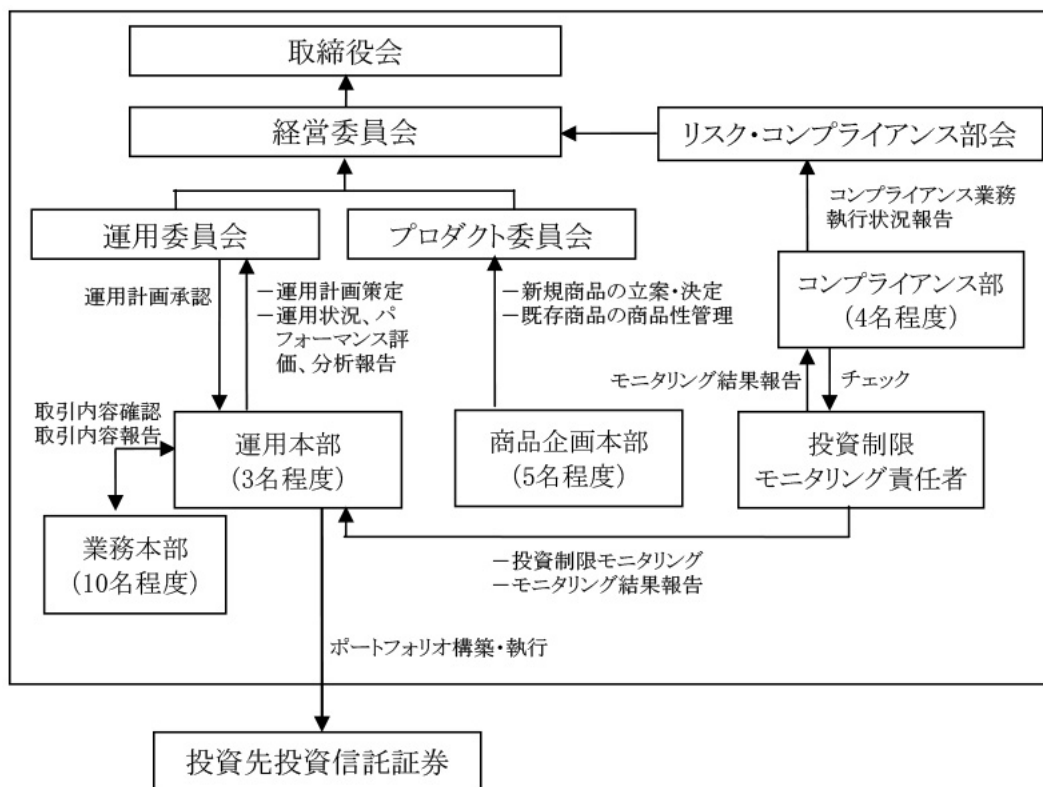 取締役会
経営委員会
リスク・コンプライアンス部会
コンプライアンス業務
執行状況報告
運用委員会
プロダクト委員会
運用計画承認
－運用計画策定
－運用状況、パ
フォーマンス評
価、分析報告
－新規商品の立案・決定
－既存商品の商品性管理
コンプライアンス部
(4名程度)
モニタリング結果報告
チェック
取引内容確認
取引内容報告
運用本部
(3名程度)
商品企画本部
(5名程度)
投資制限
モニタリング責任者
業務本部
(10名程度)
－投資制限モニタリング
－モニタリング結果報告
ポートフォリオ構築・執行
投資先投資信託証券